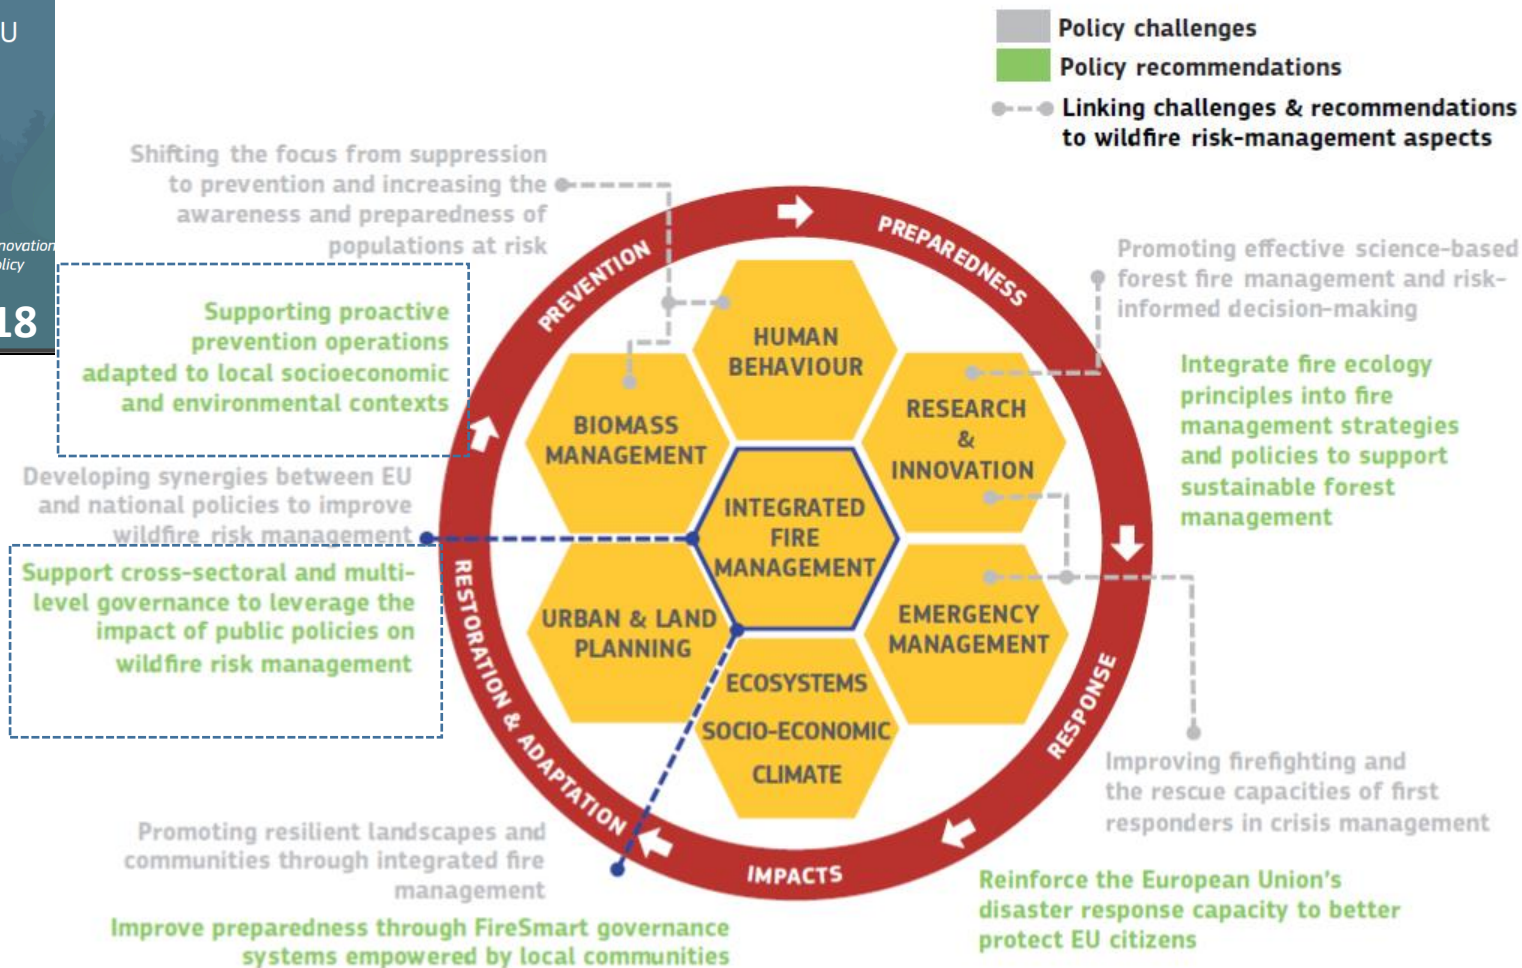 U
novation
olicy
18
Policy challenges
Policy recommendations
Linking challenges & recommendations
to wildfire risk-management aspects
Shifting the focus from suppression
to prevention and increasing the
awareness and preparedness of
populations at risk
Supporting proactive
prevention operations
adapted to local socioeconomic
and environmental contexts
Developing synergies between EU
and national policies to improve
wildfire risk management
Support cross-sectoral and multi-
level governance to leverage the
impact of public policies on
wildfire risk management
Promoting resilient landscapes and
communities through integrated fire
management
Improve preparedness through FireSmart governance
systems empowered by local communities
PREVENTION
PREPAREDNESS
RESPONSE
IMPACTS
RESTORATION & ADAPTATION
HUMAN
BEHAVIOUR
BIOMASS
MANAGEMENT
RESEARCH
&
INNOVATION
INTEGRATED
FIRE
MANAGEMENT
URBAN & LAND
PLANNING
EMERGENCY
MANAGEMENT
ECOSYSTEMS
SOCIO-ECONOMIC
CLIMATE
Promoting effective science-based
forest fire management and risk-
informed decision-making
Integrate fire ecology
principles into fire
management strategies
and policies to support
sustainable forest
management
Improving firefighting and
the rescue capacities of first
responders in crisis management
Reinforce the European Union's
disaster response capacity to better
protect EU citizens